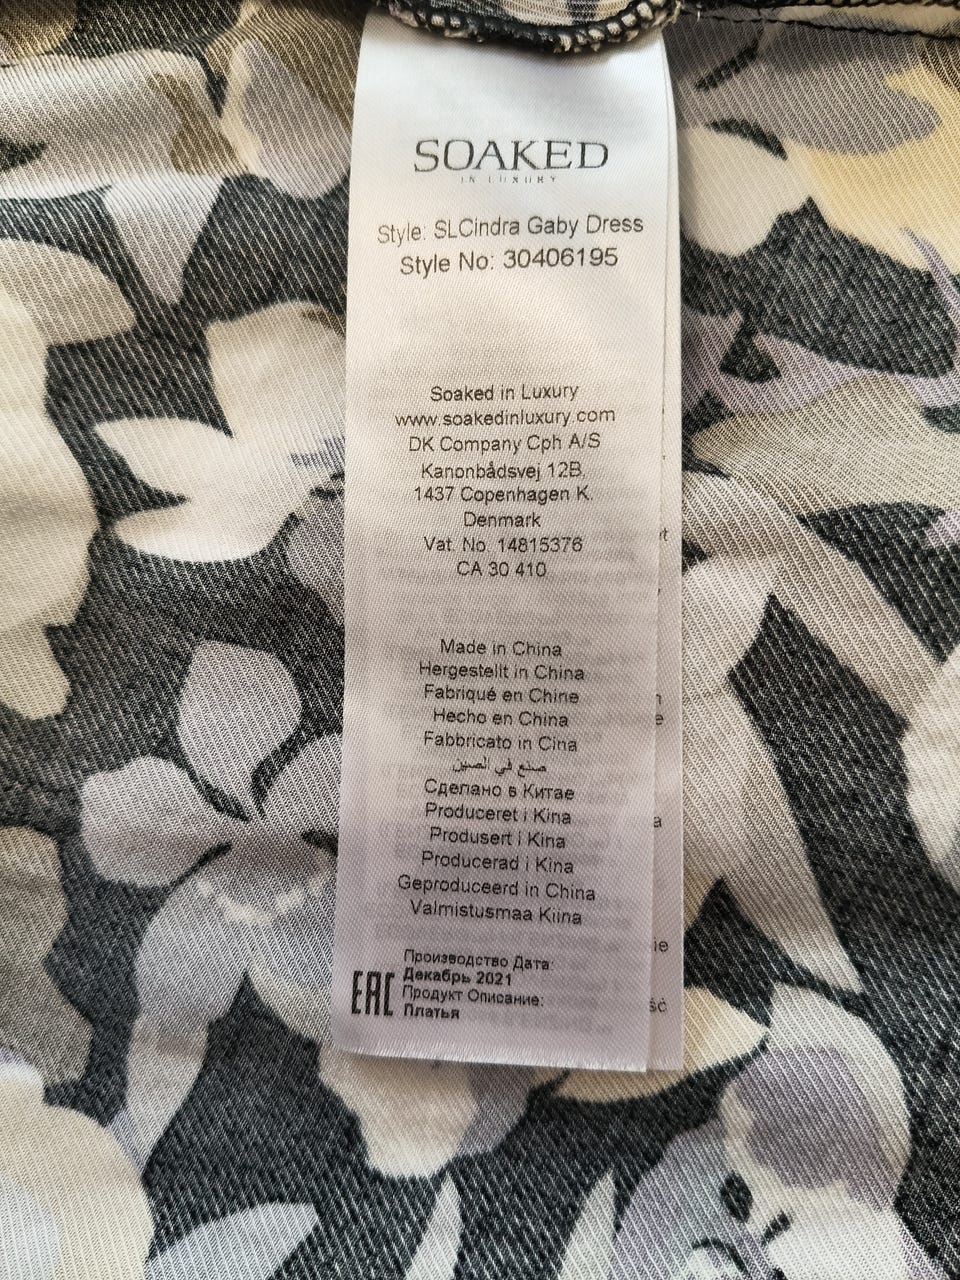 SOAKED
IN LUXURY
Style: SLCindra Gaby Dress
Style No: 30406195
Soaked in Luxury
www.soakedinluxury.com
DK Company Cph A/S
Kanonbådsvej 12B.
1437 Copenhagen K.
Denmark
Vat. No. 14815376
CA 30 410
Made in China
Hergestellt in China
Fabriqué en Chine
Hecho en China
Fabbricato in Cina
صنع في الصين
Сделано в Китае
Produceret i Kina
Produsert i Kina
Producerad i Kina
Geproduceerd in China
Valmistusmaa Kiina
Производство Дата:
Декабрь 2021
EAC
Продукт Описание:
Платья